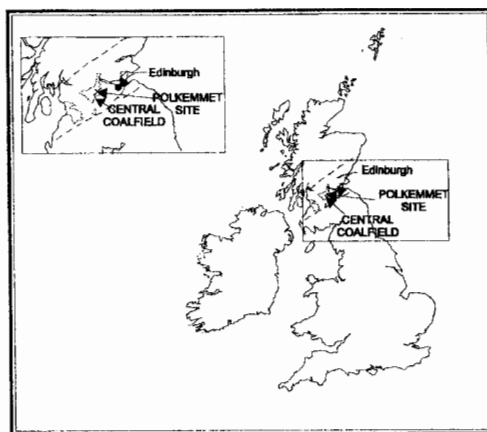 Edinburgh
POLKEMMET
SITE
CENTRAL
COALFIELD
Edinburgh
POLKEMMET
SITE
CENTRAL
COALFIELD